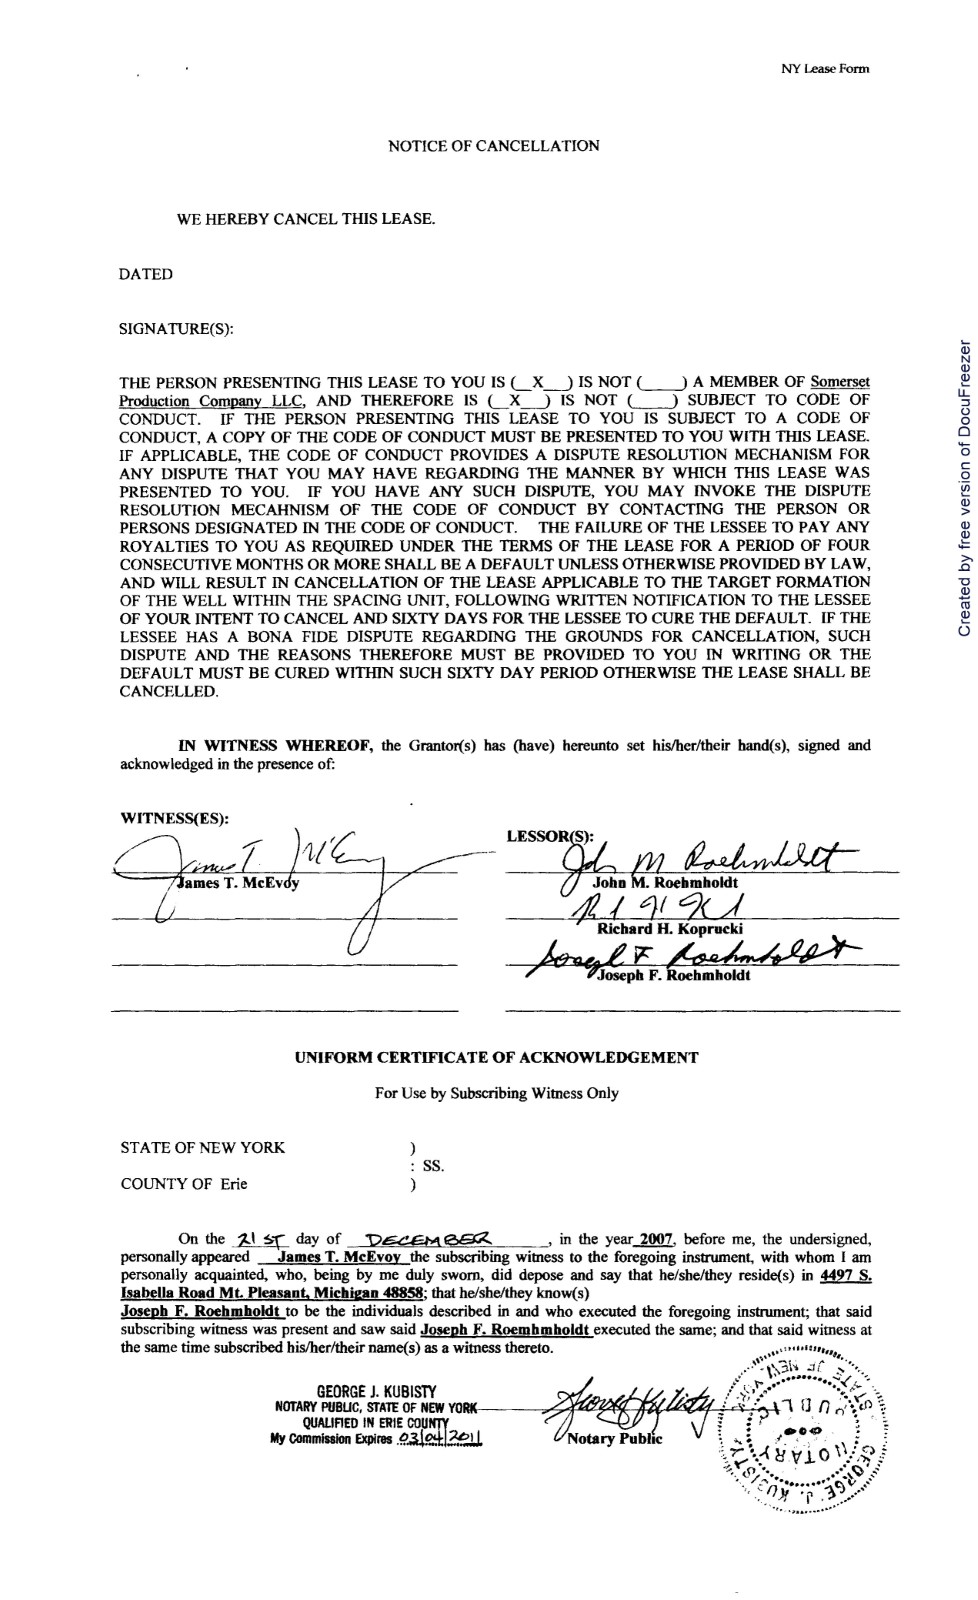 NY Lease Form
NOTICE OF CANCELLATION
WE HEREBY CANCEL THIS LEASE.
DATED
SIGNATURE(S):
THE PERSON PRESENTING THIS LEASE TO YOU IS (__X__) IS NOT (____) A MEMBER OF Somerset
Production Company LLC, AND THEREFORE IS (__X__) IS NOT (____) SUBJECT TO CODE OF
CONDUCT. IF THE PERSON PRESENTING THIS LEASE TO YOU IS SUBJECT TO A CODE OF
CONDUCT, A COPY OF THE CODE OF CONDUCT MUST BE PRESENTED TO YOU WITH THIS LEASE.
IF APPLICABLE, THE CODE OF CONDUCT PROVIDES A DISPUTE RESOLUTION MECHANISM FOR
ANY DISPUTE THAT YOU MAY HAVE REGARDING THE MANNER BY WHICH THIS LEASE WAS
PRESENTED TO YOU. IF YOU HAVE ANY SUCH DISPUTE, YOU MAY INVOKE THE DISPUTE
RESOLUTION MECAHNISM OF THE CODE OF CONDUCT BY CONTACTING THE PERSON OR
PERSONS DESIGNATED IN THE CODE OF CONDUCT. THE FAILURE OF THE LESSEE TO PAY ANY
ROYALTIES TO YOU AS REQUIRED UNDER THE TERMS OF THE LEASE FOR A PERIOD OF FOUR
CONSECUTIVE MONTHS OR MORE SHALL BE A DEFAULT UNLESS OTHERWISE PROVIDED BY LAW,
AND WILL RESULT IN CANCELLATION OF THE LEASE APPLICABLE TO THE TARGET FORMATION
OF THE WELL WITHIN THE SPACING UNIT, FOLLOWING WRITTEN NOTIFICATION TO THE LESSEE
OF YOUR INTENT TO CANCEL AND SIXTY DAYS FOR THE LESSEE TO CURE THE DEFAULT. IF THE
LESSEE HAS A BONA FIDE DISPUTE REGARDING THE GROUNDS FOR CANCELLATION, SUCH
DISPUTE AND THE REASONS THEREFORE MUST BE PROVIDED TO YOU IN WRITING OR THE
DEFAULT MUST BE CURED WITHIN SUCH SIXTY DAY PERIOD OTHERWISE THE LEASE SHALL BE
CANCELLED.
IN WITNESS WHEREOF, the Grantor(s) has (have) hereunto set his/her/their hand(s), signed and
acknowledged in the presence of:
WITNESS(ES):
James T. McEvoy
James T. McEvoy
LESSOR(S):
John M Roehmholdt
John M. Roehmholdt
Richard H. Koprucki
Joseph F. Roehmholdt
Joseph F. Roehmholdt
UNIFORM CERTIFICATE OF ACKNOWLEDGEMENT
For Use by Subscribing Witness Only
STATE OF NEW YORK )
: SS.
COUNTY OF Erie )
On the 21ST day of DECEMBER, in the year 2007, before me, the undersigned,
personally appeared James T. McEvoy the subscribing witness to the foregoing instrument, with whom I am
personally acquainted, who, being by me duly sworn, did depose and say that he/she/they reside(s) in 4497 S.
Isabella Road Mt. Pleasant, Michigan 48858; that he/she/they know(s)
Joseph F. Roehmholdt to be the individuals described in and who executed the foregoing instrument; that said
subscribing witness was present and saw said Joseph F. Roemhmholdt executed the same; and that said witness at
the same time subscribed his/her/their name(s) as a witness thereto.
GEORGE J. KUBISTY
NOTARY PUBLIC, STATE OF NEW YORK
QUALIFIED IN ERIE COUNTY
My Commission Expires 03/04/2011
George J Kubisty
Notary Public
GEORGE J. KUBISTY
STATE OF NEW YORK
NOTARY PUBLIC
Created by free version of DocuFreezer